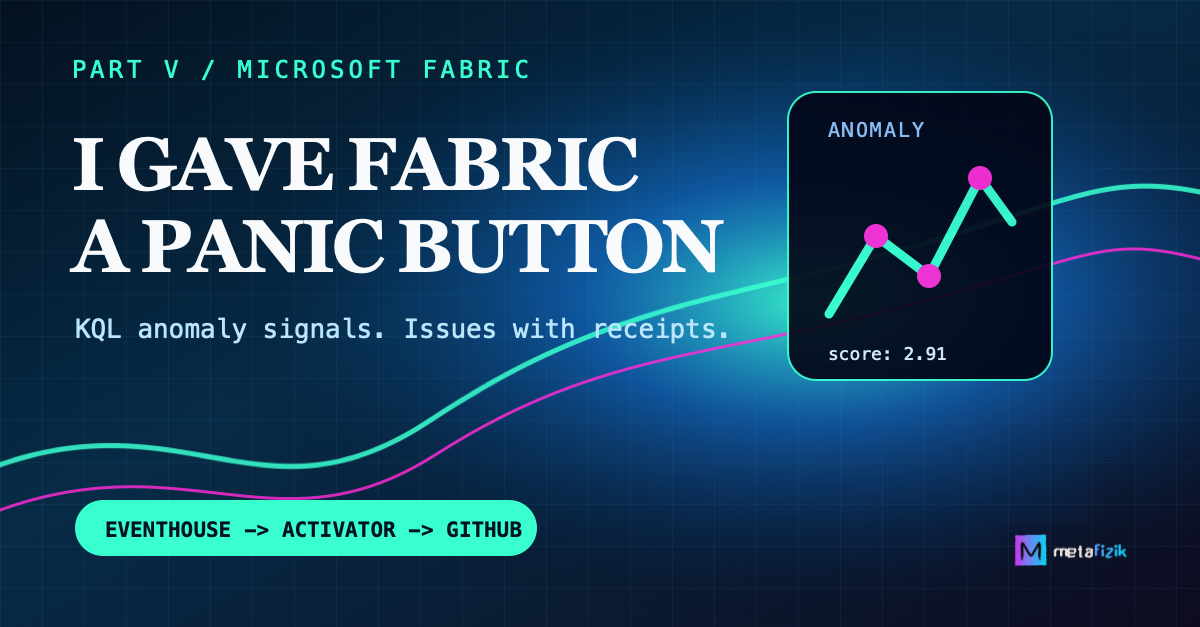 PART V / MICROSOFT FABRIC
I GAVE FABRIC
A PANIC BUTTON
KQL anomaly signals. Issues with receipts.
ANOMALY
score: 2.91
EVENTHOUSE -> ACTIVATOR -> GITHUB
M metafizik